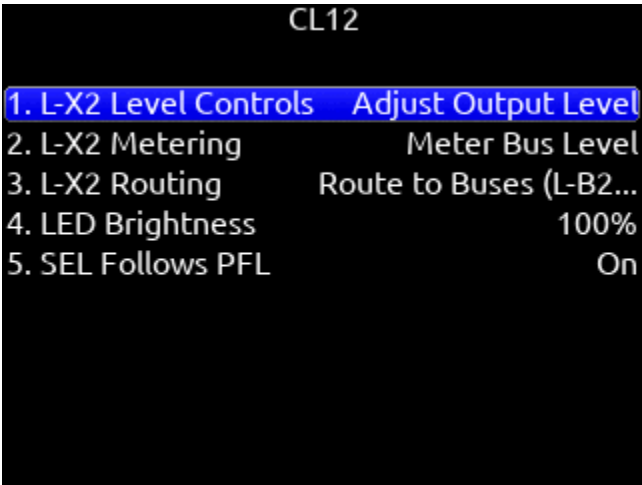 CL12
1. L-X2 Level Controls Adjust Output Level
2. L-X2 Metering Meter Bus Level
3. L-X2 Routing Route to Buses (L-B2...
4. LED Brightness 100%
5. SEL Follows PFL On